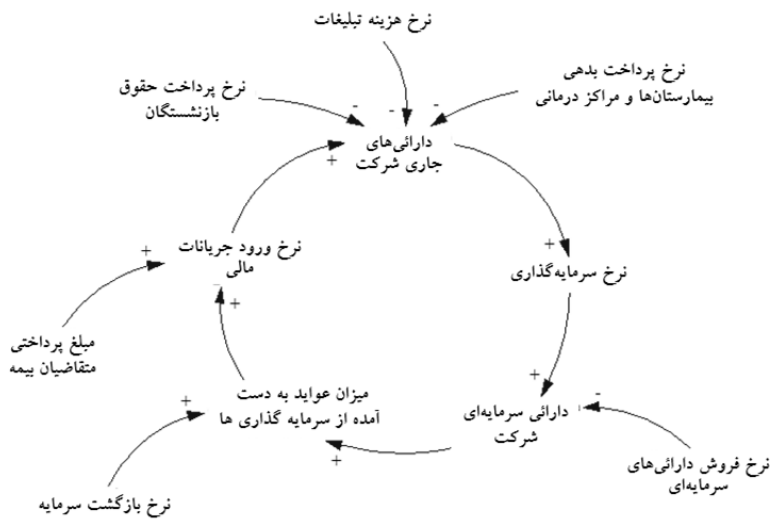 نرخ هزینه تبلیغات
نرخ پرداخت بدهی
بیمارستان‌ها و مراکز درمانی
نرخ پرداخت حقوق
بازنشستگان
-
-
-
دارائی‌های
جاری شرکت
+
+
نرخ سرمایه‌گذاری
+
نرخ ورود جریانات
مالی
+
مبلغ پرداختی
متقاضیان بیمه
+
-
دارائی سرمایه‌ای
شرکت
میزان عواید به دست
آمده از سرمایه گذاری ها
+
+
نرخ فروش دارائی‌های
سرمایه‌ای
نرخ بازگشت سرمایه